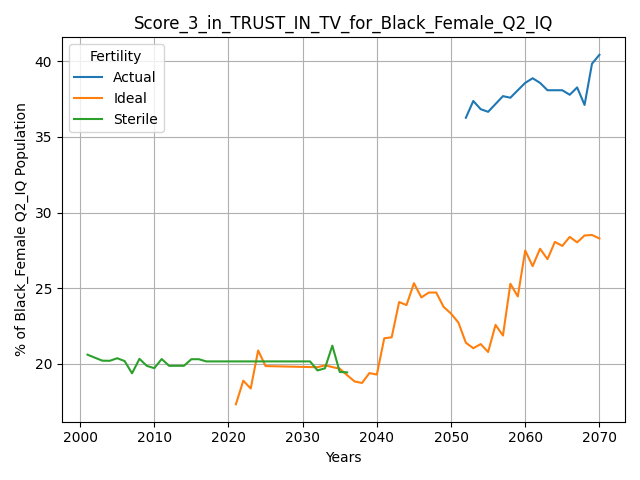 Score_3_in_TRUST_IN_TV_for_Black_Female_Q2_IQ
Fertility
Actual
Ideal
Sterile
% of Black_Female Q2_IQ Population
40
35
30
25
20
2000 2010 2020 2030 2040 2050 2060 2070
Years